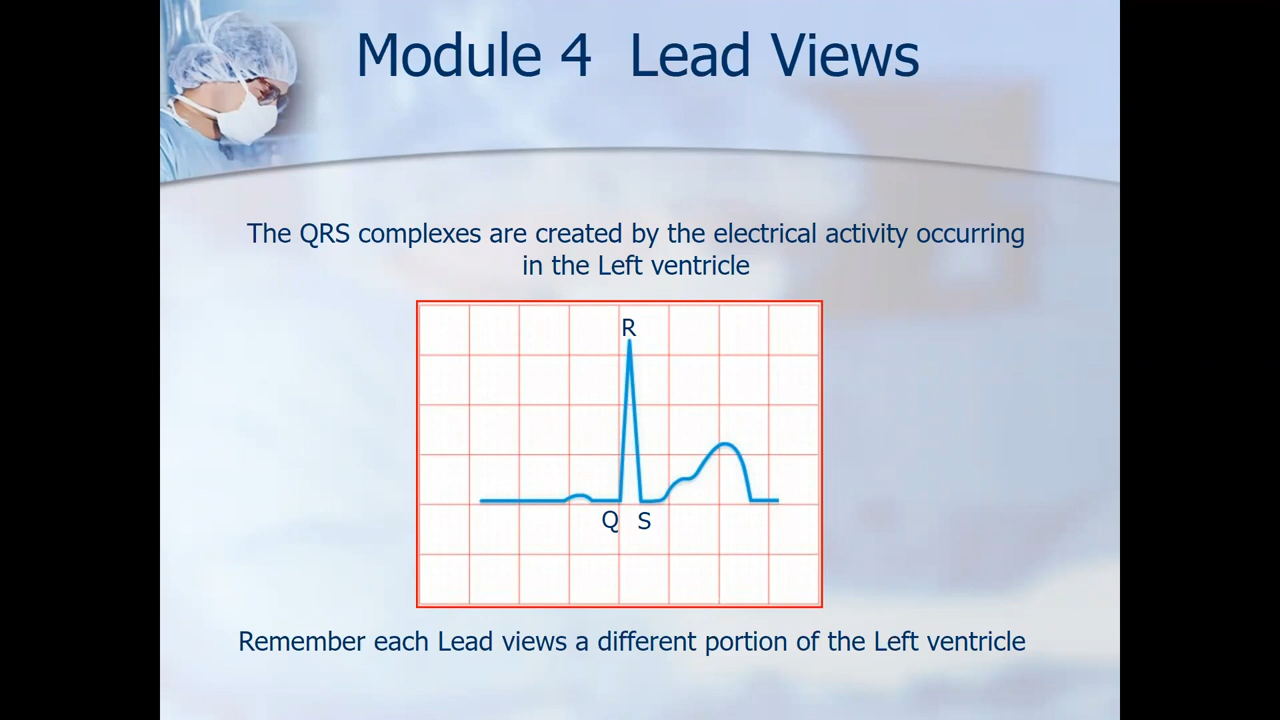 Module 4  Lead Views
The QRS complexes are created by the electrical activity occurring
in the Left ventricle
R
Q S
Remember each Lead views a different portion of the Left ventricle